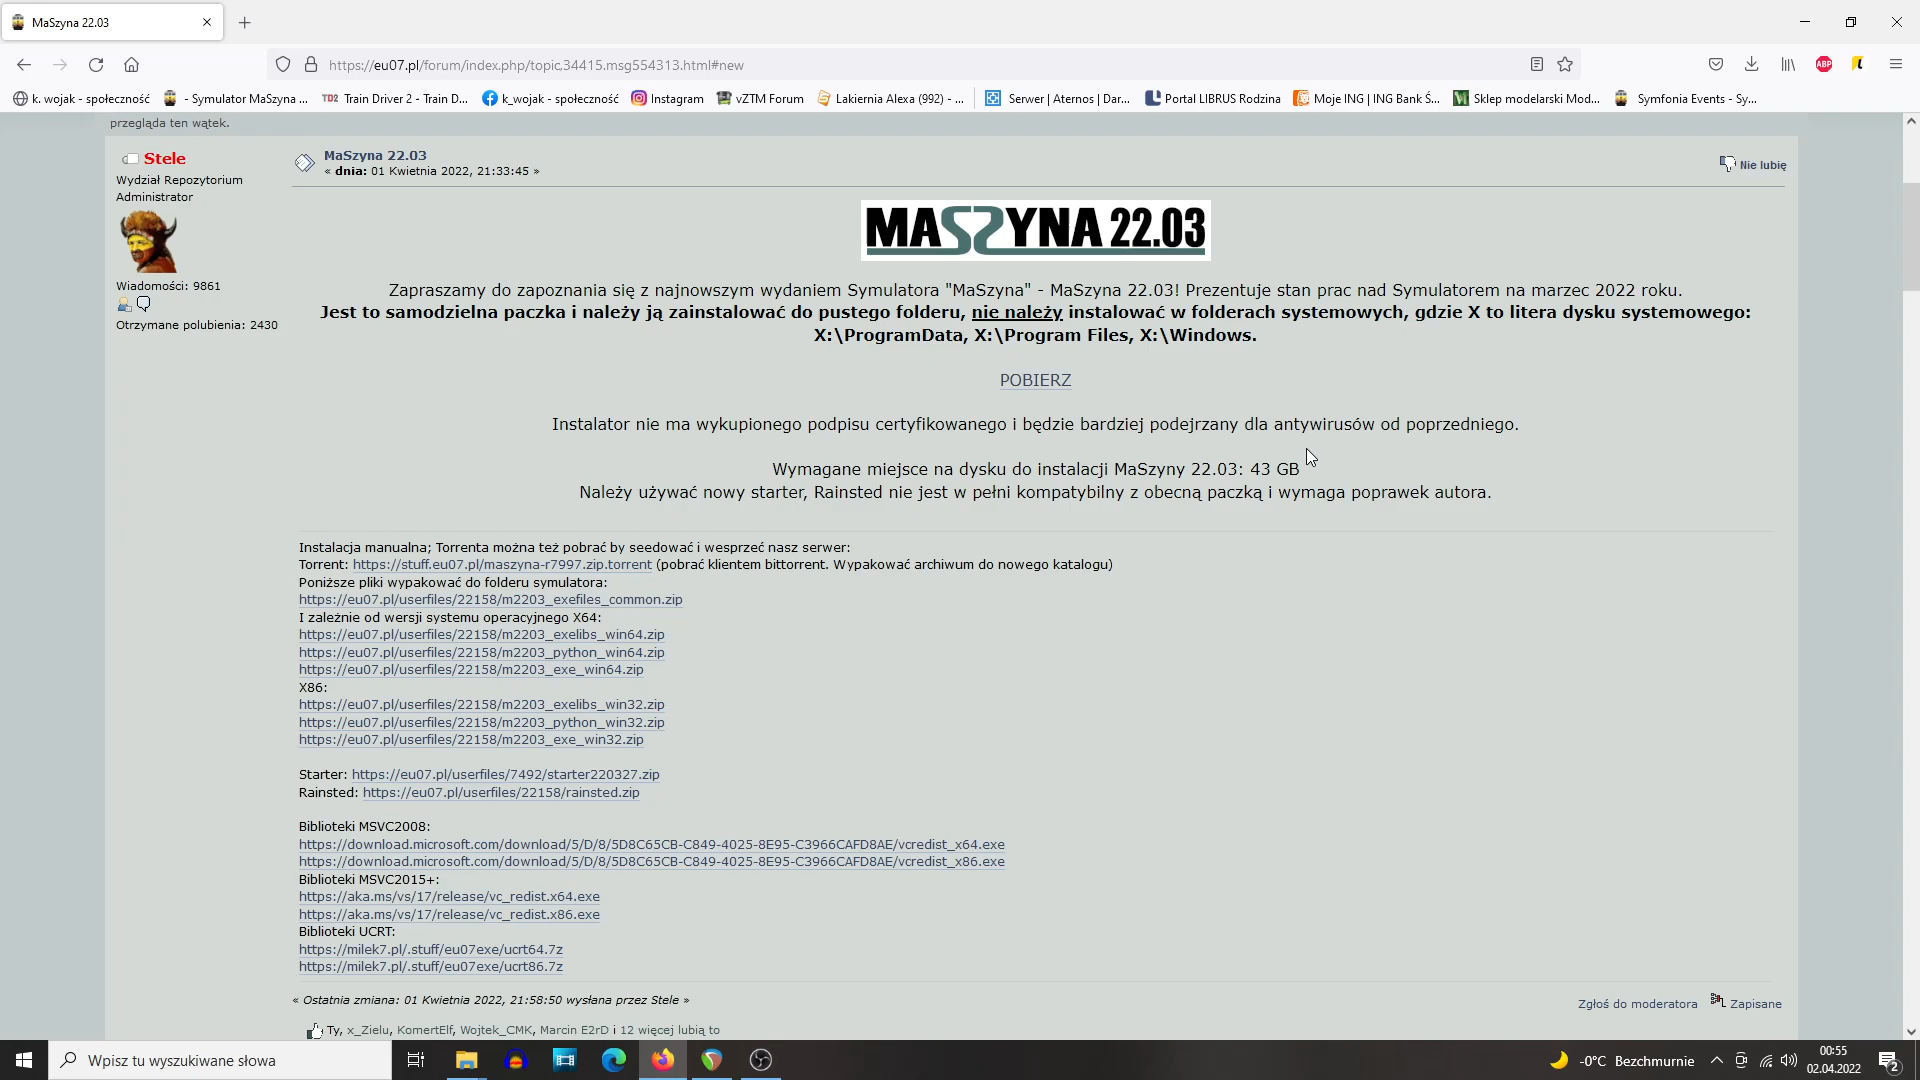 MaSzyna 22.03
https://eu07.pl/forum/index.php/topic,34415.msg554313.html#new
ABP
k. wojak - społeczność
- Symulator MaSzyna ...
TD2 Train Driver 2 - Train D...
k_wojak - społeczność
Instagram
vZTM Forum
Lakiernia Alexa (992) - ...
Serwer | Aternos | Dar...
Portal LIBRUS Rodzina
Moje ING | ING Bank Ś...
Sklep modelarski Mod...
Symfonia Events - Sy...
przegląda ten wątek.
Stele
Wydział Repozytorium
Administrator
Wiadomości: 9861
Otrzymane polubienia: 2430
MaSzyna 22.03
« dnia: 01 Kwietnia 2022, 21:33:45 »
Nie lubię
MASZYNA 22.03
Zapraszamy do zapoznania się z najnowszym wydaniem Symulatora "MaSzyna" - MaSzyna 22.03! Prezentuje stan prac nad Symulatorem na marzec 2022 roku.
Jest to samodzielna paczka i należy ją zainstalować do pustego folderu, nie należy instalować w folderach systemowych, gdzie X to litera dysku systemowego:
X:\ProgramData, X:\Program Files, X:\Windows.
POBIERZ
Instalator nie ma wykupionego podpisu certyfikowanego i będzie bardziej podejrzany dla antywirusów od poprzedniego.
Wymagane miejsce na dysku do instalacji MaSzyny 22.03: 43 GB
Należy używać nowy starter, Rainsted nie jest w pełni kompatybilny z obecną paczką i wymaga poprawek autora.
Instalacja manualna; Torrenta można też pobrać by seedować i wesprzeć nasz serwer:
Torrent: https://stuff.eu07.pl/maszyna-r7997.zip.torrent (pobrać klientem bittorrent. Wypakować archiwum do nowego katalogu)
Poniższe pliki wypakować do folderu symulatora:
https://eu07.pl/userfiles/22158/m2203_exefiles_common.zip
I zależnie od wersji systemu operacyjnego X64:
https://eu07.pl/userfiles/22158/m2203_exelibs_win64.zip
https://eu07.pl/userfiles/22158/m2203_python_win64.zip
https://eu07.pl/userfiles/22158/m2203_exe_win64.zip
X86:
https://eu07.pl/userfiles/22158/m2203_exelibs_win32.zip
https://eu07.pl/userfiles/22158/m2203_python_win32.zip
https://eu07.pl/userfiles/22158/m2203_exe_win32.zip
Starter: https://eu07.pl/userfiles/7492/starter220327.zip
Rainsted: https://eu07.pl/userfiles/22158/rainsted.zip
Biblioteki MSVC2008:
https://download.microsoft.com/download/5/D/8/5D8C65CB-C849-4025-8E95-C3966CAFD8AE/vcredist_x64.exe
https://download.microsoft.com/download/5/D/8/5D8C65CB-C849-4025-8E95-C3966CAFD8AE/vcredist_x86.exe
Biblioteki MSVC2015+:
https://aka.ms/vs/17/release/vc_redist.x64.exe
https://aka.ms/vs/17/release/vc_redist.x86.exe
Biblioteki UCRT:
https://milek7.pl/.stuff/eu07exe/ucrt64.7z
https://milek7.pl/.stuff/eu07exe/ucrt86.7z
« Ostatnia zmiana: 01 Kwietnia 2022, 21:58:50 wysłana przez Stele »
Zgłoś do moderatora
Zapisane
Ty, x_Zielu, KomertElf, Wojtek_CMK, Marcin E2rD i 12 więcej lubią to
Wpisz tu wyszukiwane słowa
-0°C Bezchmurnie
00:55
02.04.2022
2